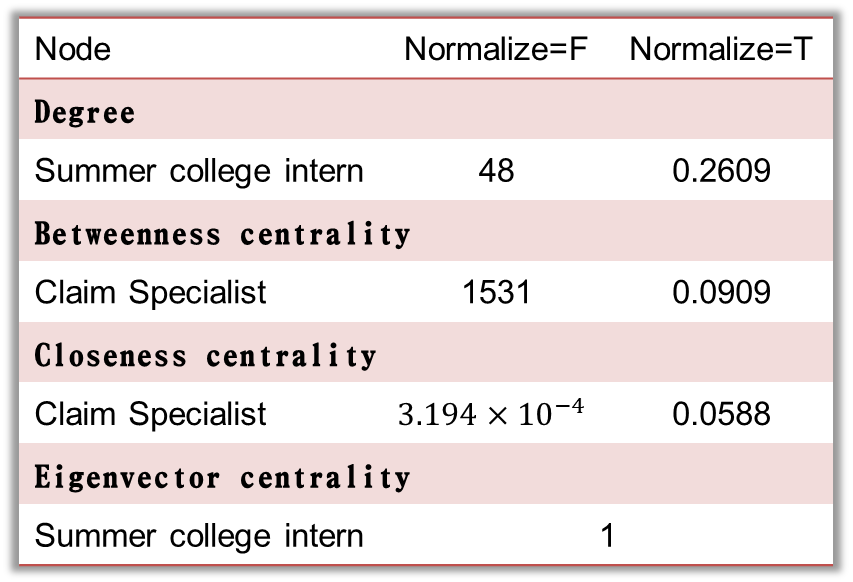 Node Normalize=F Normalize=T
Degree
Summer college intern 48 0.2609
Betweenness centrality
Claim Specialist 1531 0.0909
Closeness centrality
Claim Specialist 3.194 × 10⁻⁴ 0.0588
Eigenvector centrality
Summer college intern 1